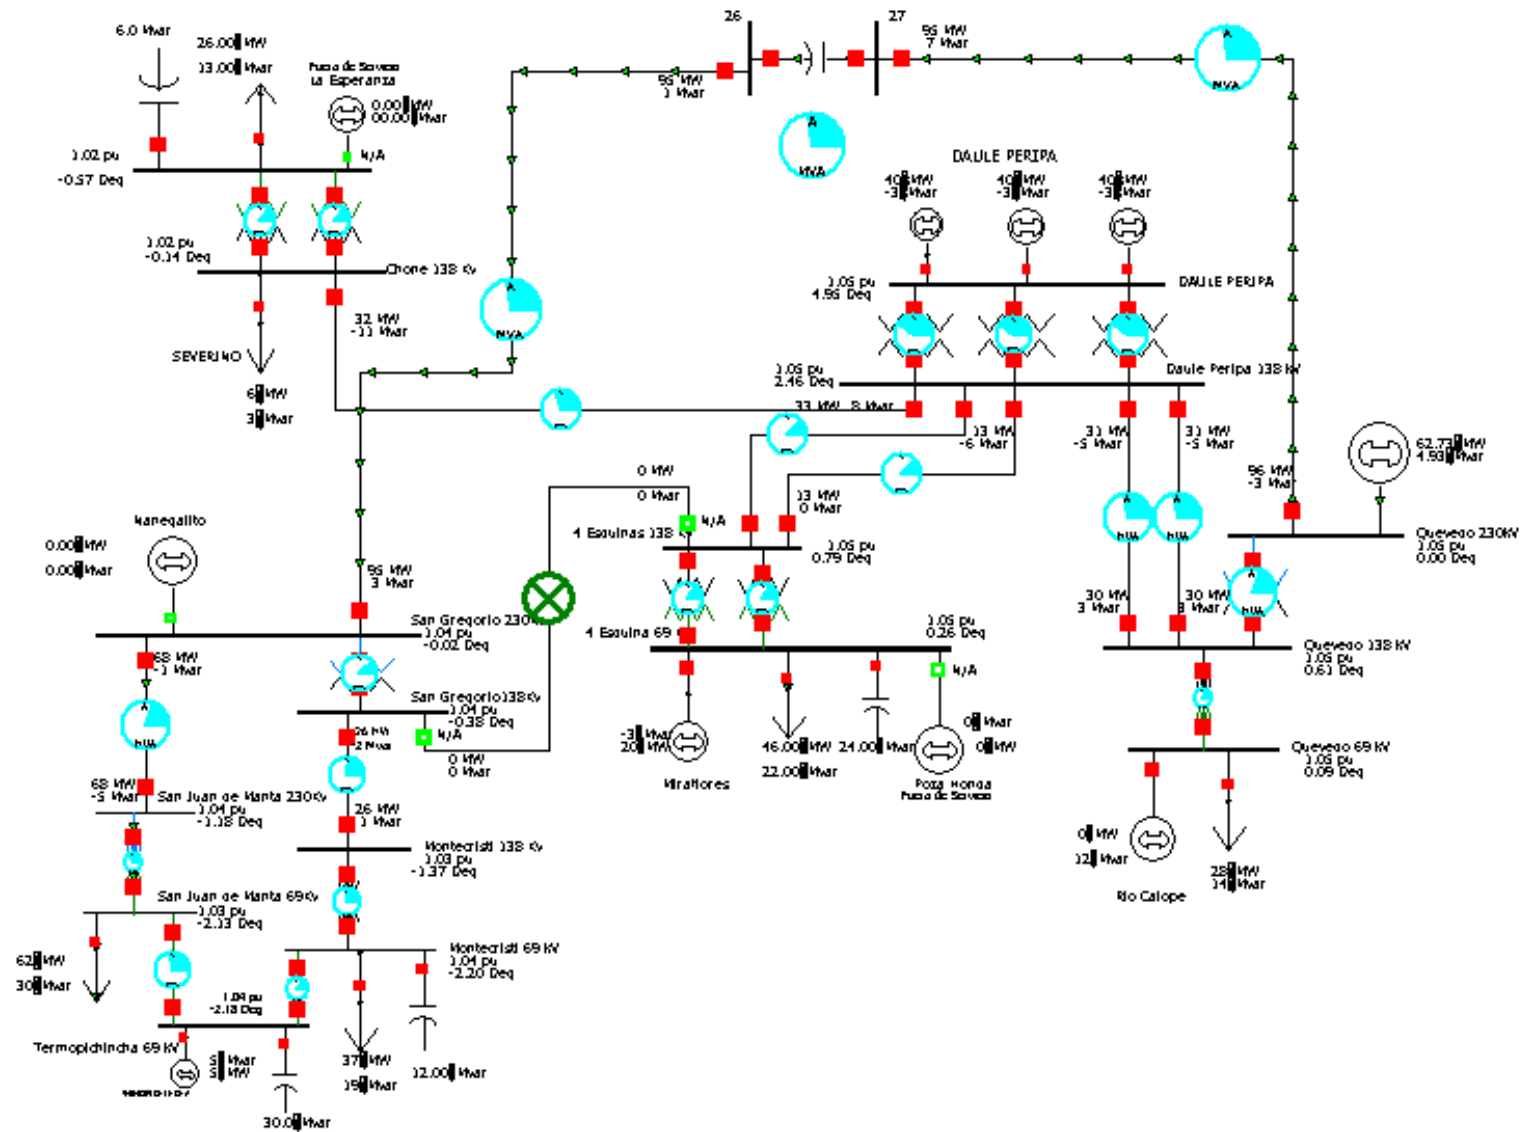 6.0 Mvar
26.00 MW
13.00 Mvar
Fuera de Servicio
La Esperanza
0.00 MW
00.00 Mvar
N/A
1.02 pu
-0.57 Deg
1.02 pu
-0.14 Deg
Chone 138 Kv
32 MW
-11 Mvar
SEVERINO
6 MW
3 Mvar
26
27
95 MW
1 Mvar
95 MW
7 Mvar
A
MVA
A
MVA
A
MVA
DAULE PERIPA
40 MW
-3 Mvar
40 MW
-3 Mvar
40 MW
-3 Mvar
1.05 pu
4.95 Deg
DAULE PERIPA
1.05 pu
2.46 Deg
Daule Peripa 138 kV
33 MW 8 Mvar
13 MW
-6 Mvar
31 MW
-5 Mvar
31 MW
-5 Mvar
96 MW
-3 Mvar
62.73 MW
4.93 Mvar
Quevedo 230kV
1.05 pu
0.00 Deg
0 MW
0 Mvar
13 MW
0 Mvar
N/A
4 Esquinas 138
1.05 pu
0.79 Deg
4 Esquina 69
1.05 pu
0.26 Deg
N/A
-3 Mvar
20 MW
Miraflores
46.00 MW
22.00 Mvar
24.00 Mvar
0 Mvar
0 MW
Poza Honda
Fuera de Servicio
30 MW
3 Mvar
30 MW
3 Mvar
Quevedo 138 kV
1.05 pu
0.61 Deg
Quevedo 69 kV
1.05 pu
0.09 Deg
0 MW
12 Mvar
Rio Calope
28 MW
14 Mvar
Nanegalito
0.00 MW
0.00 Mvar
95 MW
3 Mvar
San Gregorio 230
1.04 pu
-0.02 Deg
68 MW
-1 Mvar
San Gregorio138Kv
1.04 pu
-0.38 Deg
N/A
26 MW
2 Mvar
0 MW
0 Mvar
68 MW
-5 Mvar
San Juan de Manta 230Kv
1.04 pu
-1.18 Deg
26 MW
1 Mvar
Montecristi 138 Kv
1.03 pu
-1.37 Deg
San Juan de Manta 69Kv
1.03 pu
-2.13 Deg
62 MW
30 Mvar
Montecristi 69 kV
1.04 pu
-2.20 Deg
1.04 pu
-2.18 Deg
Termopichincha 69 kV
5 Mvar
5 MW
30.0 Mvar
37 MW
19 Mvar
12.00 Mvar